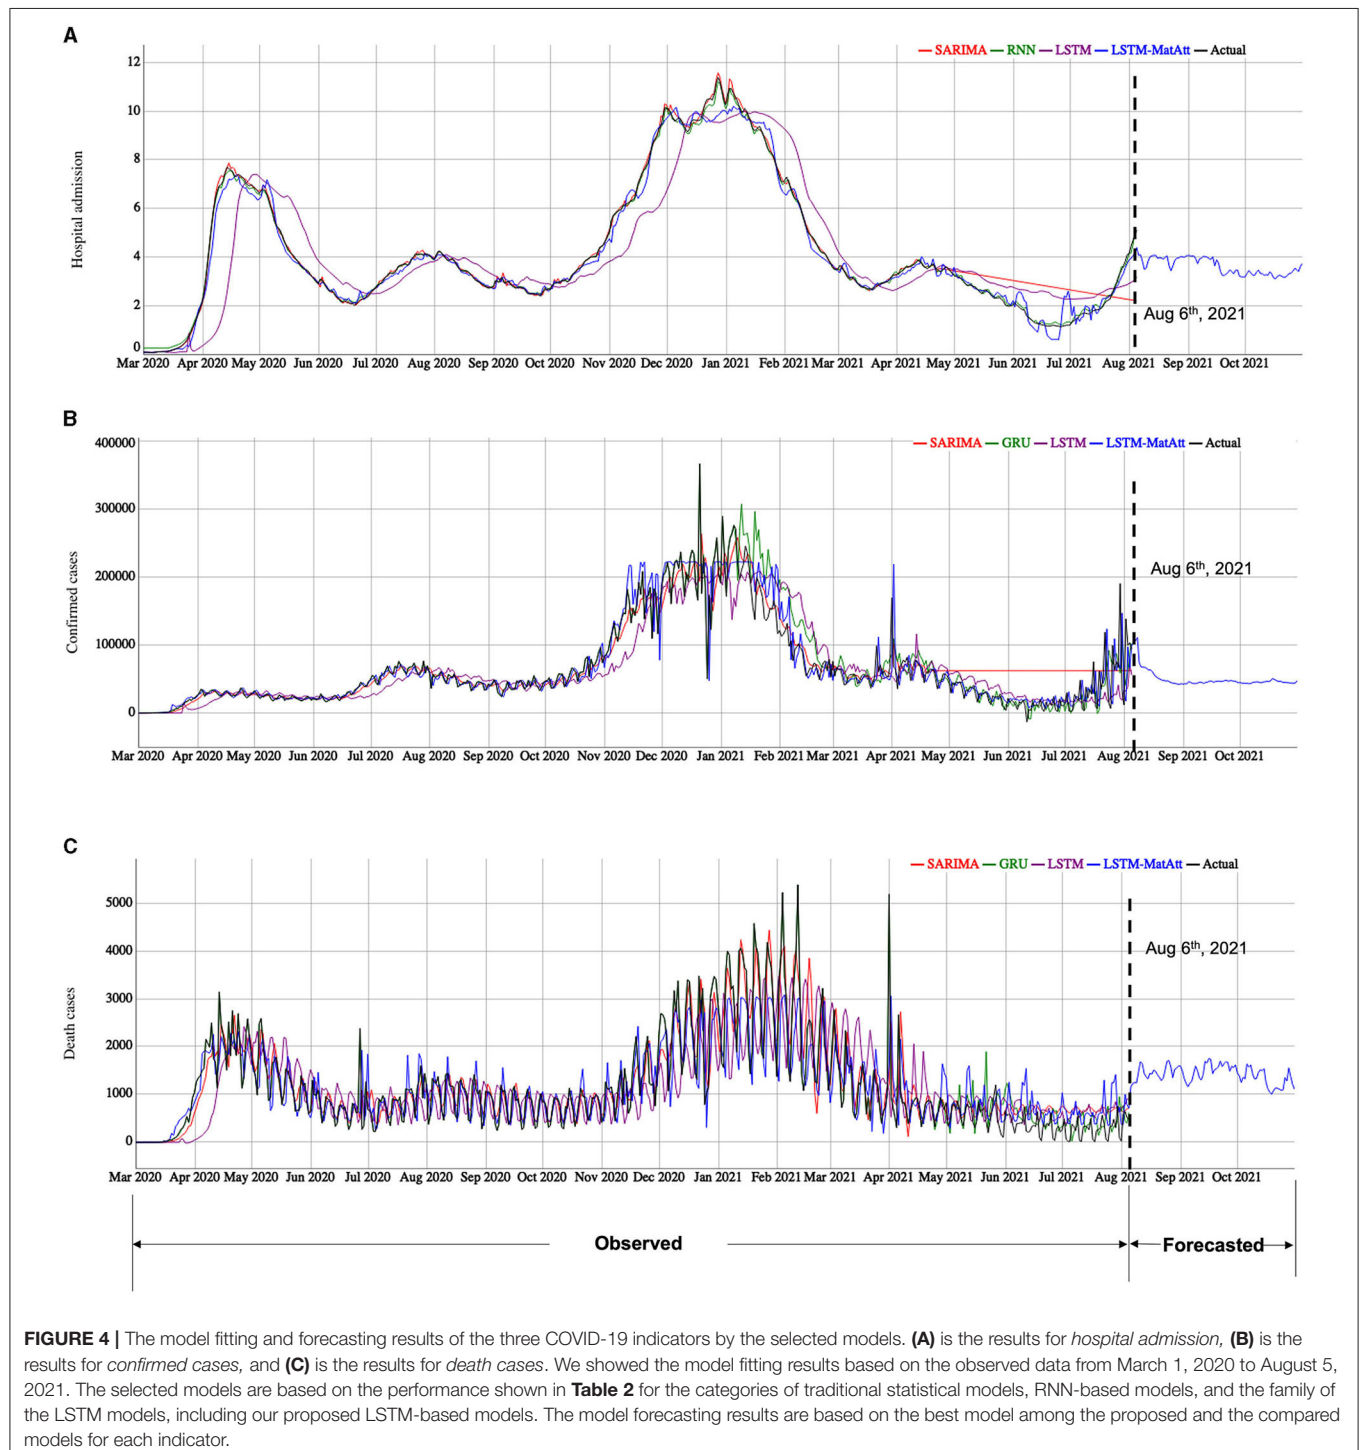 A
SARIMA RNN LSTM LSTM-MatAtt Actual
12
10
8
6
4
2
0
Hospital admission
Aug 6th, 2021
Mar 2020 Apr 2020 May 2020 Jun 2020 Jul 2020 Aug 2020 Sep 2020 Oct 2020 Nov 2020 Dec 2020 Jan 2021 Feb 2021 Mar 2021 Apr 2021 May 2021 Jun 2021 Jul 2021 Aug 2021 Sep 2021 Oct 2021
B
SARIMA GRU LSTM LSTM-MatAtt Actual
400000
300000
200000
100000
0
Confirmed cases
Aug 6th, 2021
Mar 2020 Apr 2020 May 2020 Jun 2020 Jul 2020 Aug 2020 Sep 2020 Oct 2020 Nov 2020 Dec 2020 Jan 2021 Feb 2021 Mar 2021 Apr 2021 May 2021 Jun 2021 Jul 2021 Aug 2021 Sep 2021 Oct 2021
C
SARIMA GRU LSTM LSTM-MatAtt Actual
5000
4000
3000
2000
1000
0
Death cases
Aug 6th, 2021
Mar 2020 Apr 2020 May 2020 Jun 2020 Jul 2020 Aug 2020 Sep 2020 Oct 2020 Nov 2020 Dec 2020 Jan 2021 Feb 2021 Mar 2021 Apr 2021 May 2021 Jun 2021 Jul 2021 Aug 2021 Sep 2021 Oct 2021
Observed Forecasted
FIGURE 4 | The model fitting and forecasting results of the three COVID-19 indicators by the selected models. (A) is the results for hospital admission, (B) is the
results for confirmed cases, and (C) is the results for death cases. We showed the model fitting results based on the observed data from March 1, 2020 to August 5,
2021. The selected models are based on the performance shown in Table 2 for the categories of traditional statistical models, RNN-based models, and the family of
the LSTM models, including our proposed LSTM-based models. The model forecasting results are based on the best model among the proposed and the compared
models for each indicator.